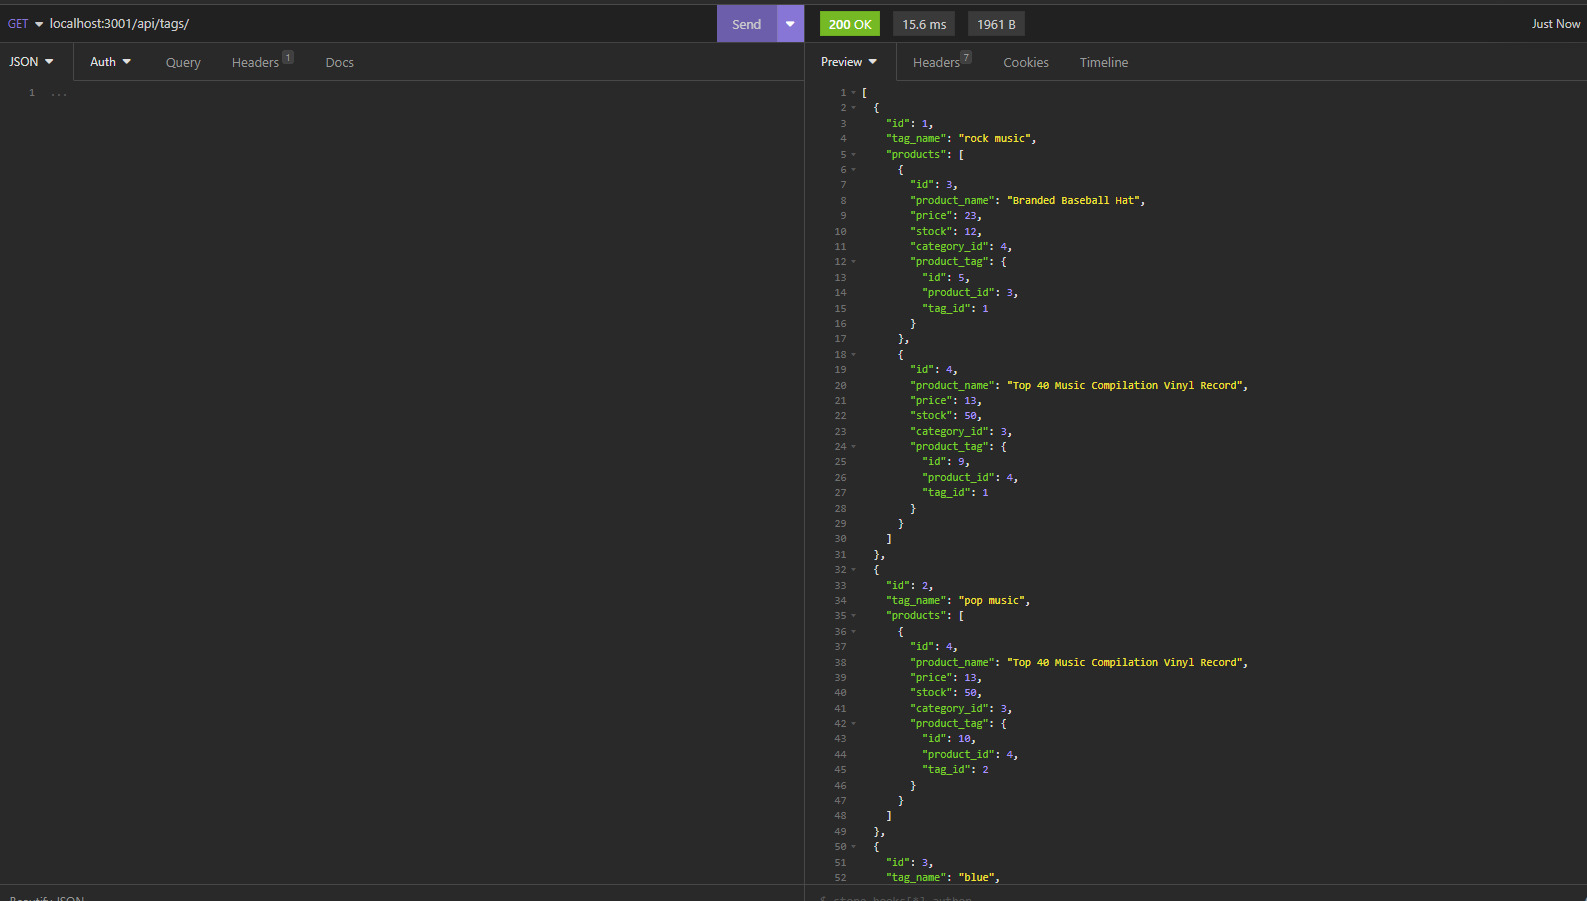 GET localhost:3001/api/tags/ Send 200 OK 15.6 ms 1961 B Just Now
JSON Auth Query Headers 1 Docs Preview Headers 7 Cookies Timeline
1 ...
1 [
2 {
3 "id": 1,
4 "tag_name": "rock music",
5 "products": [
6 {
7 "id": 3,
8 "product_name": "Branded Baseball Hat",
9 "price": 23,
10 "stock": 12,
11 "category_id": 4,
12 "product_tag": {
13 "id": 5,
14 "product_id": 3,
15 "tag_id": 1
16 }
17 },
18 {
19 "id": 4,
20 "product_name": "Top 40 Music Compilation Vinyl Record",
21 "price": 13,
22 "stock": 50,
23 "category_id": 3,
24 "product_tag": {
25 "id": 9,
26 "product_id": 4,
27 "tag_id": 1
28 }
29 }
30 ]
31 },
32 {
33 "id": 2,
34 "tag_name": "pop music",
35 "products": [
36 {
37 "id": 4,
38 "product_name": "Top 40 Music Compilation Vinyl Record",
39 "price": 13,
40 "stock": 50,
41 "category_id": 3,
42 "product_tag": {
43 "id": 10,
44 "product_id": 4,
45 "tag_id": 2
46 }
47 }
48 ]
49 },
50 {
51 "id": 3,
52 "tag_name": "blue",
Beautify JSON $.store.books[*].author